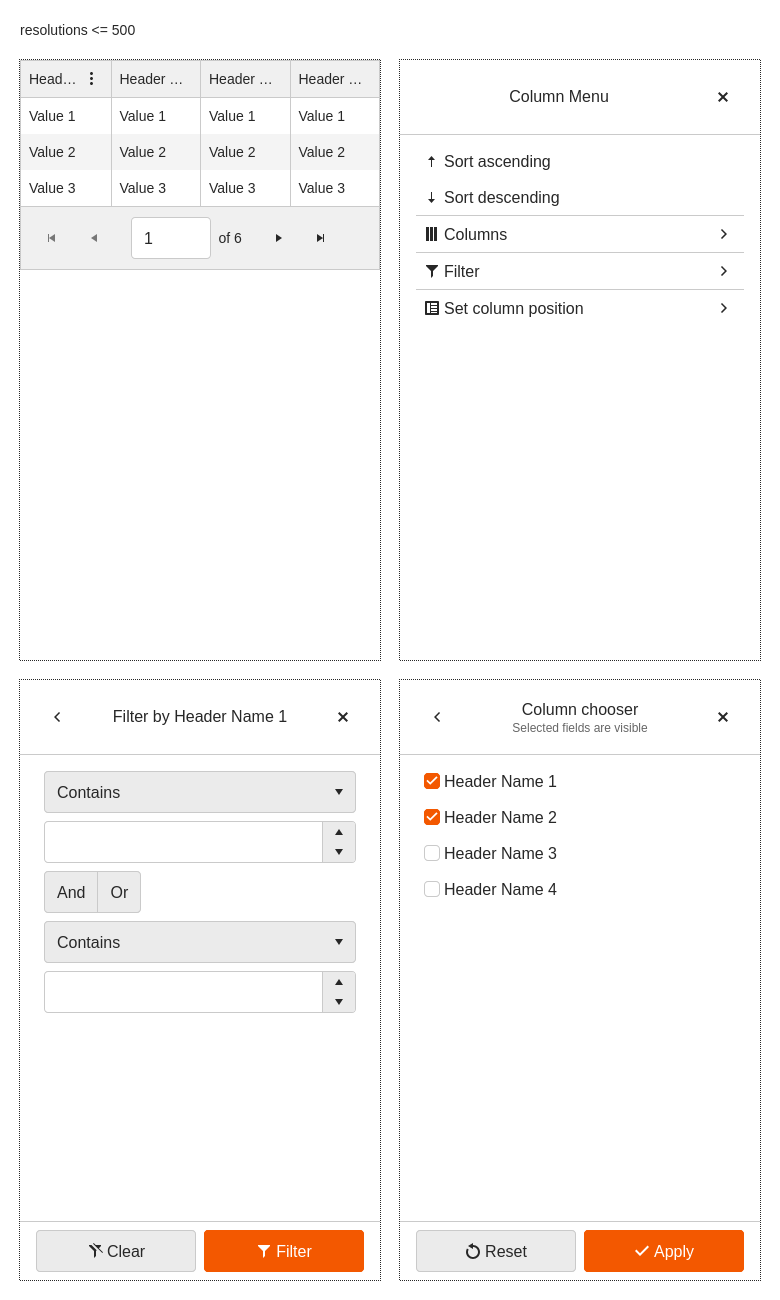 resolutions <= 500
Head... Header ... Header ... Header ...
Value 1 Value 1 Value 1 Value 1
Value 2 Value 2 Value 2 Value 2
Value 3 Value 3 Value 3 Value 3
1 of 6
Column Menu
Sort ascending
Sort descending
Columns
Filter
Set column position
Filter by Header Name 1
Contains
And Or
Contains
Clear Filter
Column chooser
Selected fields are visible
Header Name 1
Header Name 2
Header Name 3
Header Name 4
Reset Apply